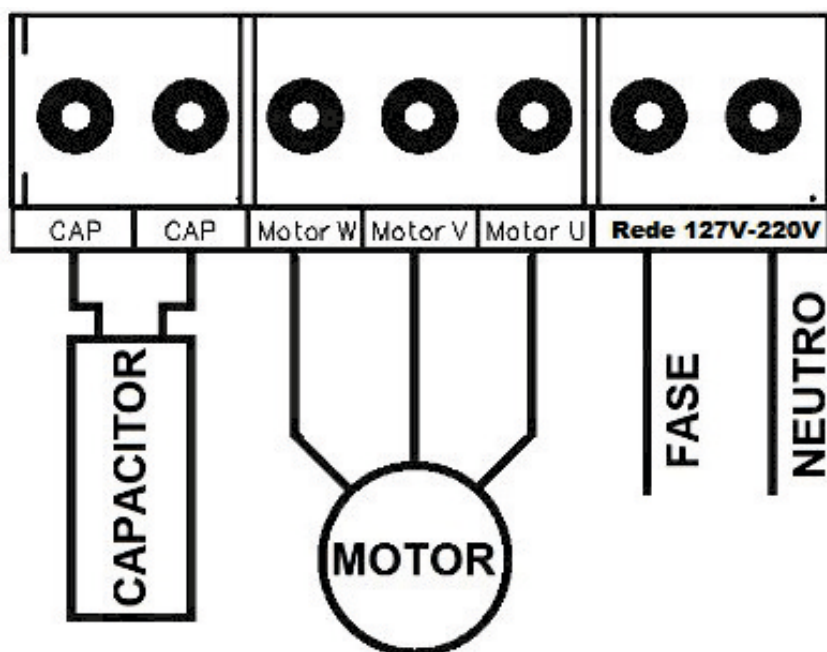 CAP CAP Motor W Motor V Motor U Rede 127V-220V
CAPACITOR
MOTOR
FASE
NEUTRO